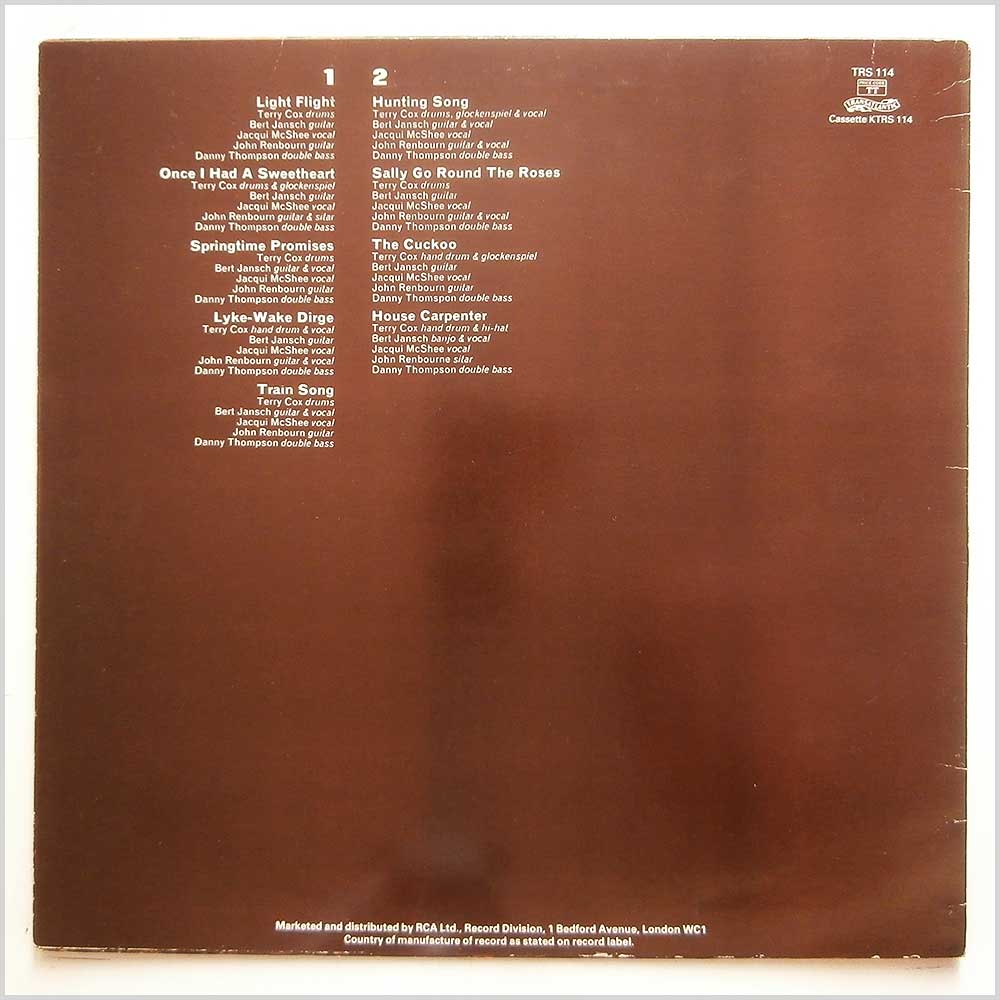 1
Light Flight
Terry Cox drums
Bert Jansch guitar
Jacqui McShee vocal
John Renbourn guitar
Danny Thompson double bass
Once I Had A Sweetheart
Terry Cox drums & glockenspiel
Bert Jansch guitar
Jacqui McShee vocal
John Renbourn guitar & sitar
Danny Thompson double bass
Springtime Promises
Terry Cox drums
Bert Jansch guitar & vocal
Jacqui McShee vocal
John Renbourn guitar
Danny Thompson double bass
Lyke-Wake Dirge
Terry Cox hand drum & vocal
Bert Jansch guitar
Jacqui McShee vocal
John Renbourn guitar & vocal
Danny Thompson double bass
Train Song
Terry Cox drums
Bert Jansch guitar & vocal
Jacqui McShee vocal
John Renbourn guitar
Danny Thompson double bass
2
Hunting Song
Terry Cox drums, glockenspiel & vocal
Bert Jansch guitar & vocal
Jacqui McShee vocal
John Renbourn guitar & vocal
Danny Thompson double bass
Sally Go Round The Roses
Terry Cox drums
Bert Jansch guitar
Jacqui McShee vocal
John Renbourn guitar & vocal
Danny Thompson double bass
The Cuckoo
Terry Cox hand drum & glockenspiel
Bert Jansch guitar
Jacqui McShee vocal
John Renbourn guitar
Danny Thomspon double bass
House Carpenter
Terry Cox hand drum & hi-hat
Bert Jansch banjo & vocal
Jacqui McShee vocal
John Renbourne sitar
Danny Thompson double bass
TRS 114
PRICE CODE
TT
TRANSATLANTIC
Cassette KTRS 114
Marketed and distributed by RCA Ltd., Record Division, 1 Bedford Avenue, London WC1
Country of manufacture of record as stated on record label.